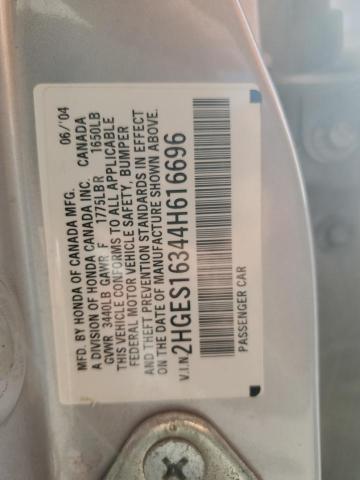 MFD. BY HONDA OF CANADA MFG. 06/'04
A DIVISION OF HONDA CANADA INC. CANADA
GVWR 3440LB GAWR F 1775LBR 1650LB
THIS VEHICLE CONFORMS TO ALL APPLICABLE
FEDERAL MOTOR VEHICLE SAFETY, BUMPER
AND THEFT PREVENTION STANDARDS IN EFFECT
ON THE DATE OF MANUFACTURE SHOWN ABOVE.
V.I.N. 2HGES16344H616696
PASSENGER CAR